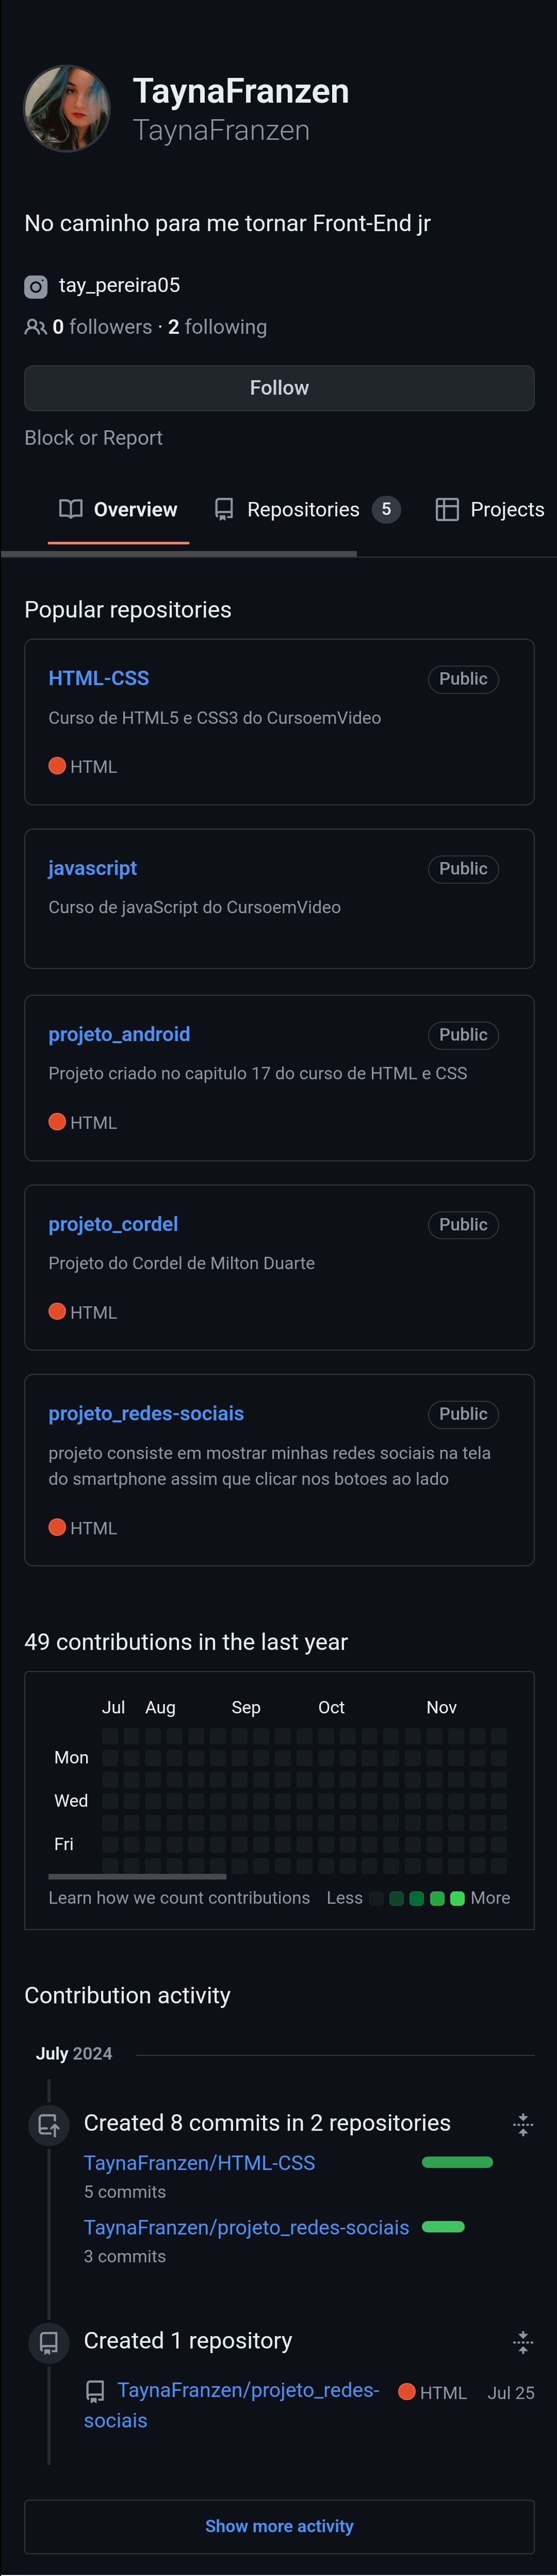 TaynaFranzen
TaynaFranzen
No caminho para me tornar Front-End jr
tay_pereira05
0 followers · 2 following
Follow
Block or Report
Overview Repositories 5 Projects
Popular repositories
HTML-CSS Public
Curso de HTML5 e CSS3 do CursoemVideo
HTML
javascript Public
Curso de javaScript do CursoemVideo
projeto_android Public
Projeto criado no capitulo 17 do curso de HTML e CSS
HTML
projeto_cordel Public
Projeto do Cordel de Milton Duarte
HTML
projeto_redes-sociais Public
projeto consiste em mostrar minhas redes sociais na tela
do smartphone assim que clicar nos botoes ao lado
HTML
49 contributions in the last year
Jul Aug Sep Oct Nov
Mon
Wed
Fri
Learn how we count contributions Less More
Contribution activity
July 2024
Created 8 commits in 2 repositories
TaynaFranzen/HTML-CSS
5 commits
TaynaFranzen/projeto_redes-sociais
3 commits
Created 1 repository
TaynaFranzen/projeto_redes- HTML Jul 25
sociais
Show more activity